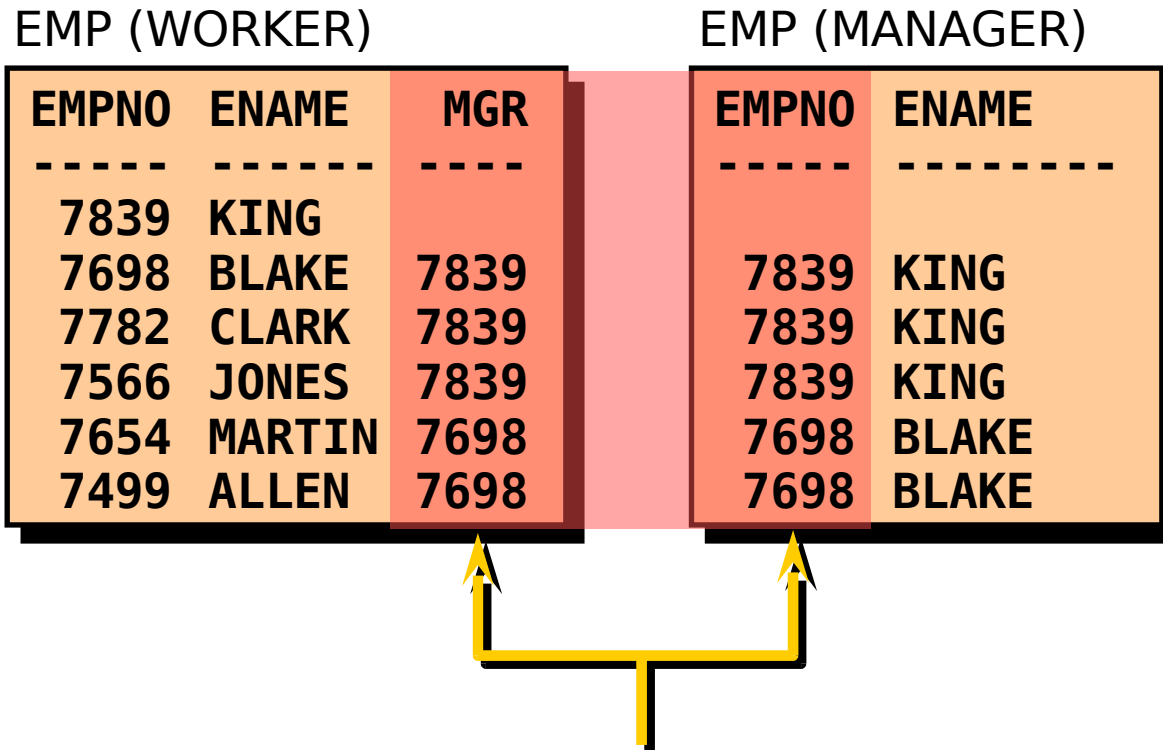 EMP (WORKER) EMP (MANAGER)
EMPNO ENAME MGR EMPNO ENAME
----- ------ ---- ----- --------
7839 KING
7698 BLAKE 7839 7839 KING
7782 CLARK 7839 7839 KING
7566 JONES 7839 7839 KING
7654 MARTIN 7698 7698 BLAKE
7499 ALLEN 7698 7698 BLAKE